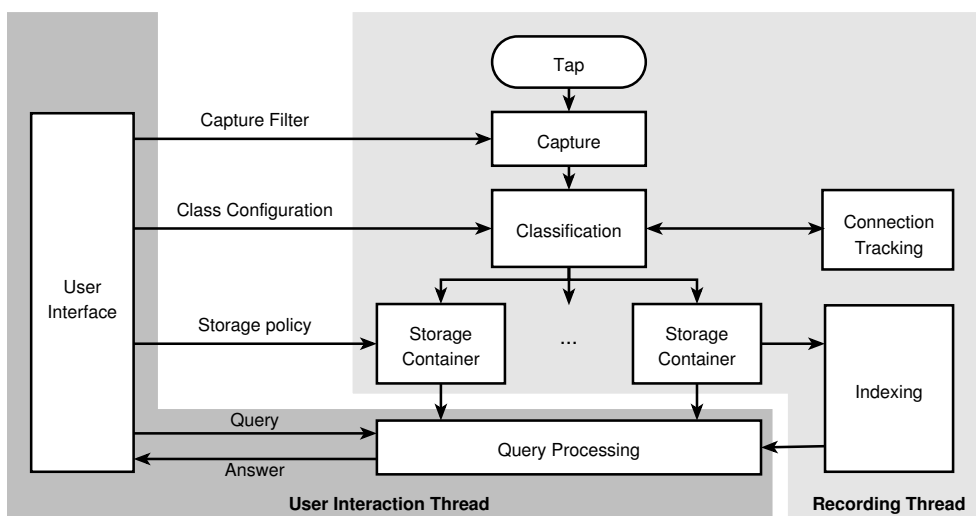 Tap
Capture Filter
Capture
Class Configuration
Classification
Connection
Tracking
User
Interface
Storage policy
Storage
Container
...
Storage
Container
Indexing
Query
Query Processing
Answer
User Interaction Thread
Recording Thread